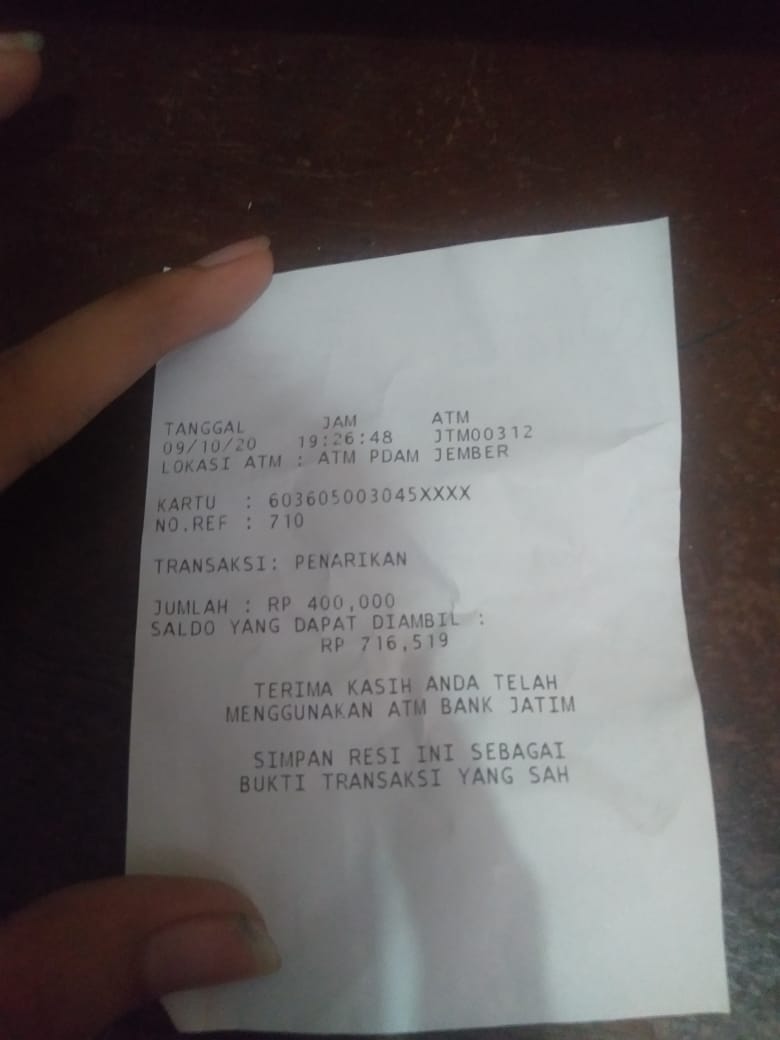 TANGGAL JAM ATM
09/10/20 19:26:48 JTM00312
LOKASI ATM : ATM PDAM JEMBER
KARTU : 603605003045XXXX
NO.REF : 710
TRANSAKSI: PENARIKAN
JUMLAH : RP 400,000
SALDO YANG DAPAT DIAMBIL :
RP 716,519
TERIMA KASIH ANDA TELAH
MENGGUNAKAN ATM BANK JATIM
SIMPAN RESI INI SEBAGAI
BUKTI TRANSAKSI YANG SAH